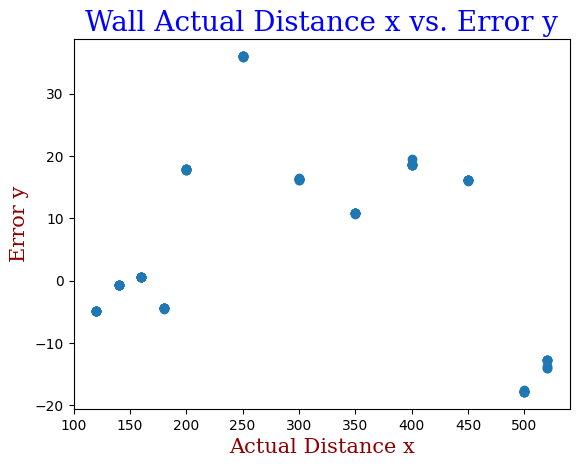 Wall Actual Distance x vs. Error y
Error y
30
20
10
0
−10
−20
100 150 200 250 300 350 400 450 500
Actual Distance x